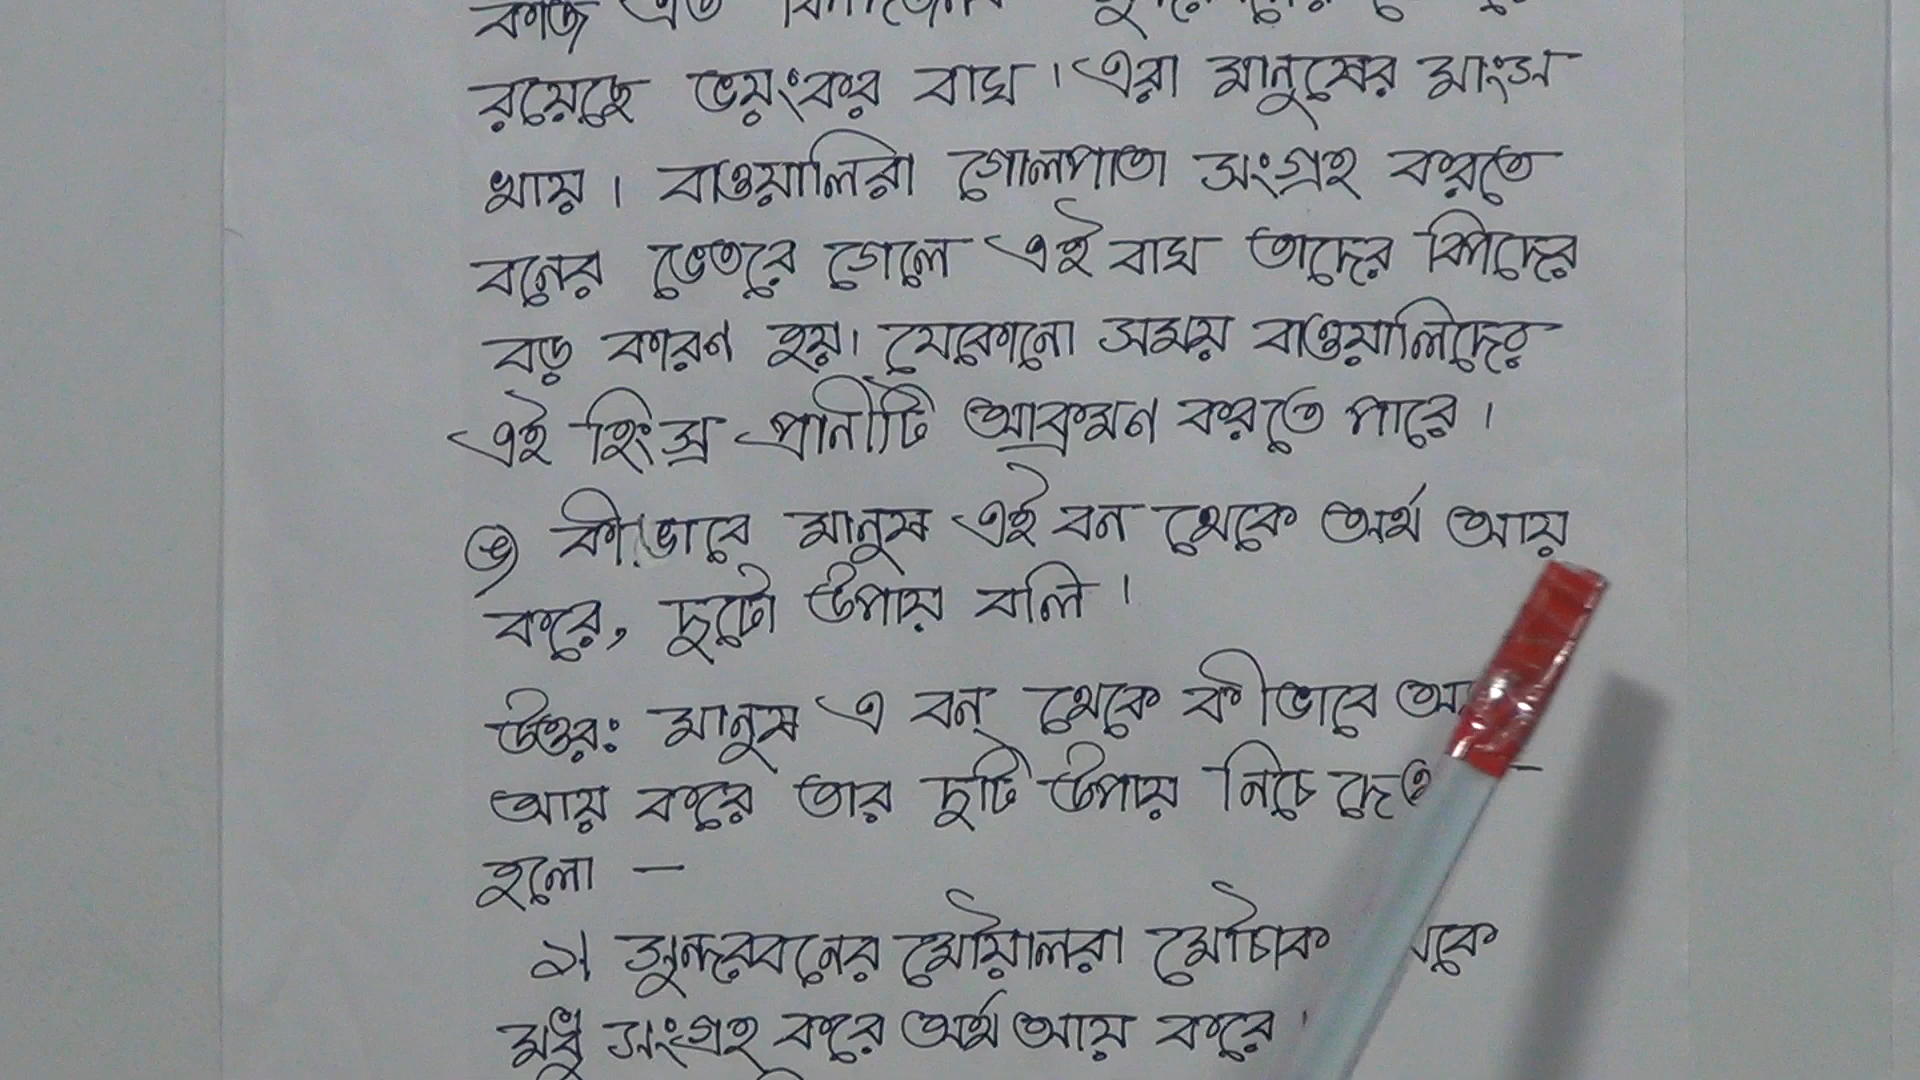 কাজ এত
রয়েছে ভয়ংকর বাঘ। এরা মানুষের মাংস
খায়। বাওয়ালিরা গোলপাতা সংগ্রহ করতে
বনের ভেতরে গেলে এই বাঘ তাদের বিপদের
বড় কারণ হয়। যেকোনো সময় বাওয়ালিদের
এই হিংস্র প্রানীটি আক্রমণ করতে পারে।
ঙ) কীভাবে মানুষ এই বন থেকে অর্থ আয়
করে, দুটো উপায় বলি।
উত্তর: মানুষ এ বন থেকে কীভাবে
আয় করে তার দুটি উপায় নিচে
হলো —
১। সুন্দরবনের মৌয়ালরা মৌচাক
মধু সংগ্রহ করে অর্থ আয় করে।